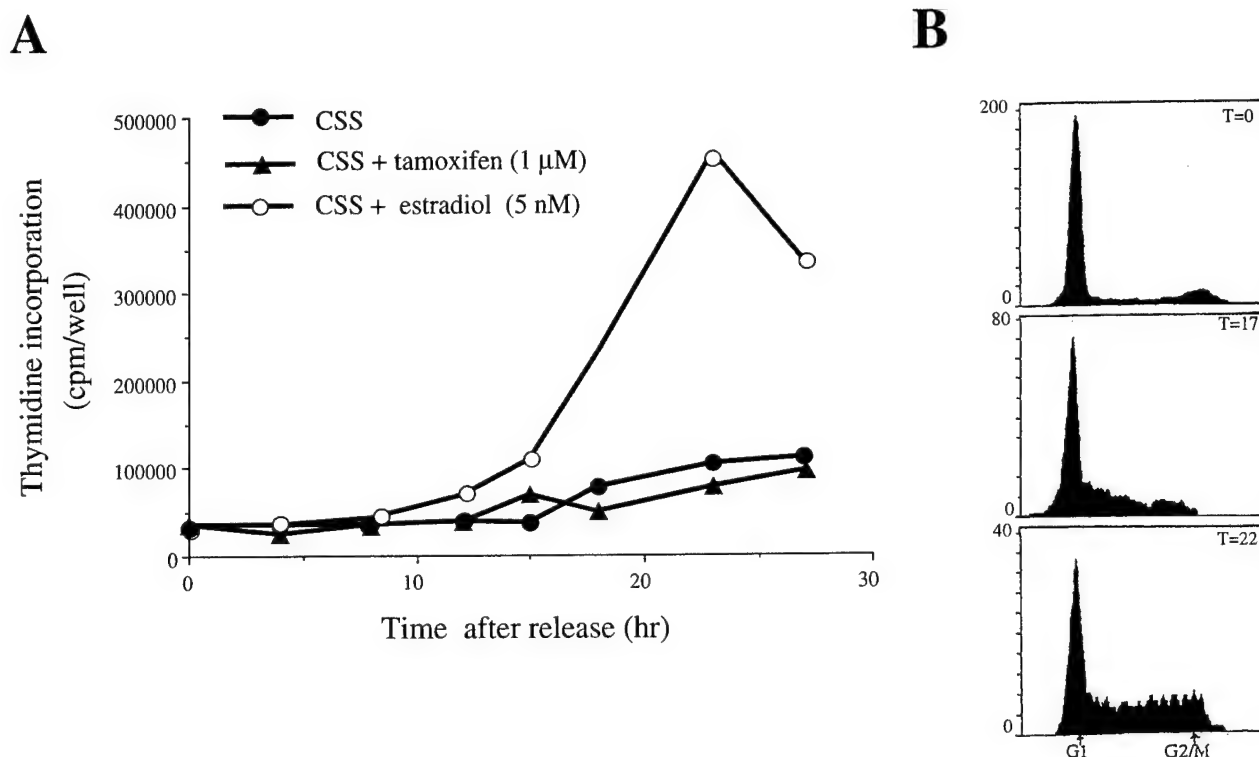 A
Thymidine incorporation
(cpm/well)
500000
400000
300000
200000
100000
0
CSS
CSS + tamoxifen (1 µM)
CSS + estradiol (5 nM)
0
10
20
30
Time after release (hr)
B
200
0
T=0
80
0
T=17
40
0
T=22
G1
G2/M